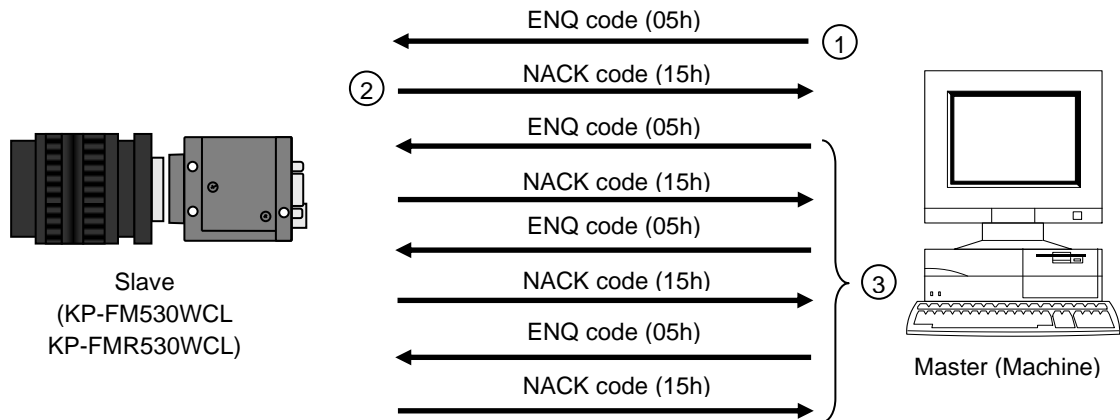 ENQ code (05h)
①
② NACK code (15h)
ENQ code (05h)
NACK code (15h)
ENQ code (05h)
NACK code (15h)
③
ENQ code (05h)
NACK code (15h)
Slave
(KP-FM530WCL
KP-FMR530WCL)
Master (Machine)